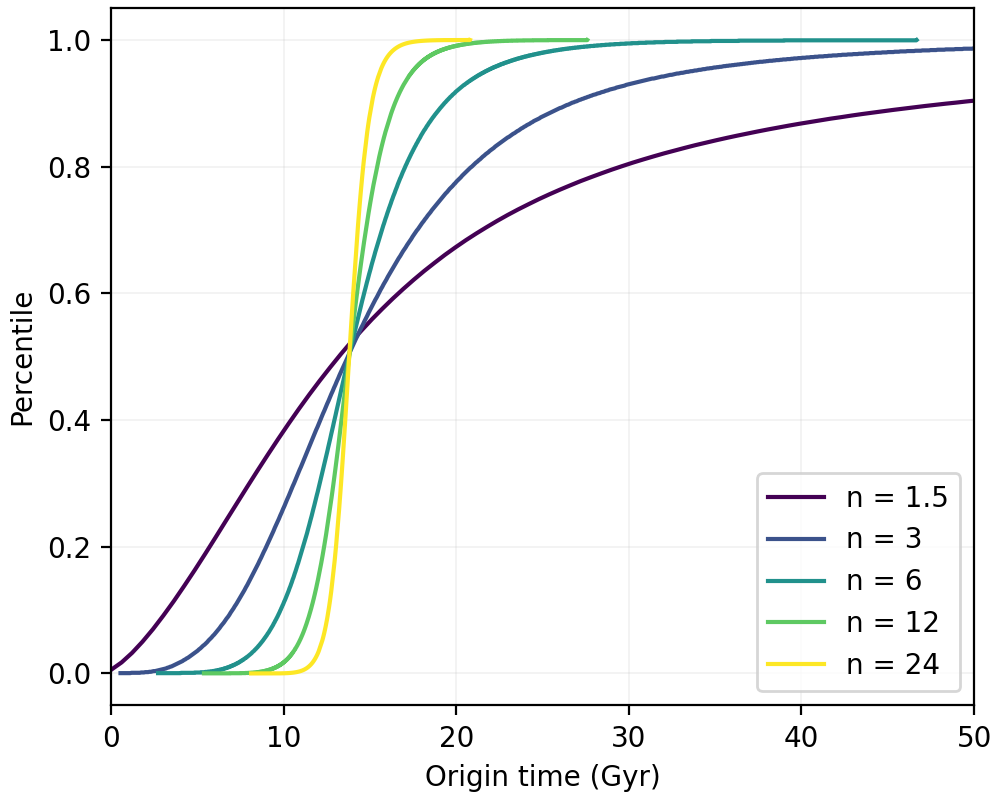 1.0
0.8
0.6
0.4
0.2
0.0
Percentile
0
10
20
30
40
50
Origin time (Gyr)
n = 1.5
n = 3
n = 6
n = 12
n = 24